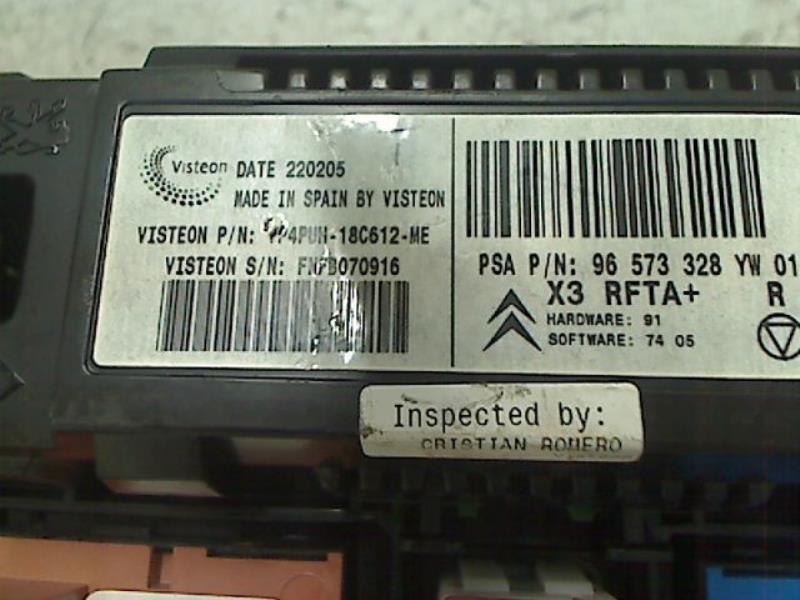 Visteon DATE 220205
MADE IN SPAIN BY VISTEON
VISTEON P/N: -18C612-ME
VISTEON S/N: FNFB070916
PSA P/N: 96 573 328 YW 01
X3 RFTA+ R
HARDWARE: 91
SOFTWARE: 74 05
Inspected by:
CRISTIAN ROMERO